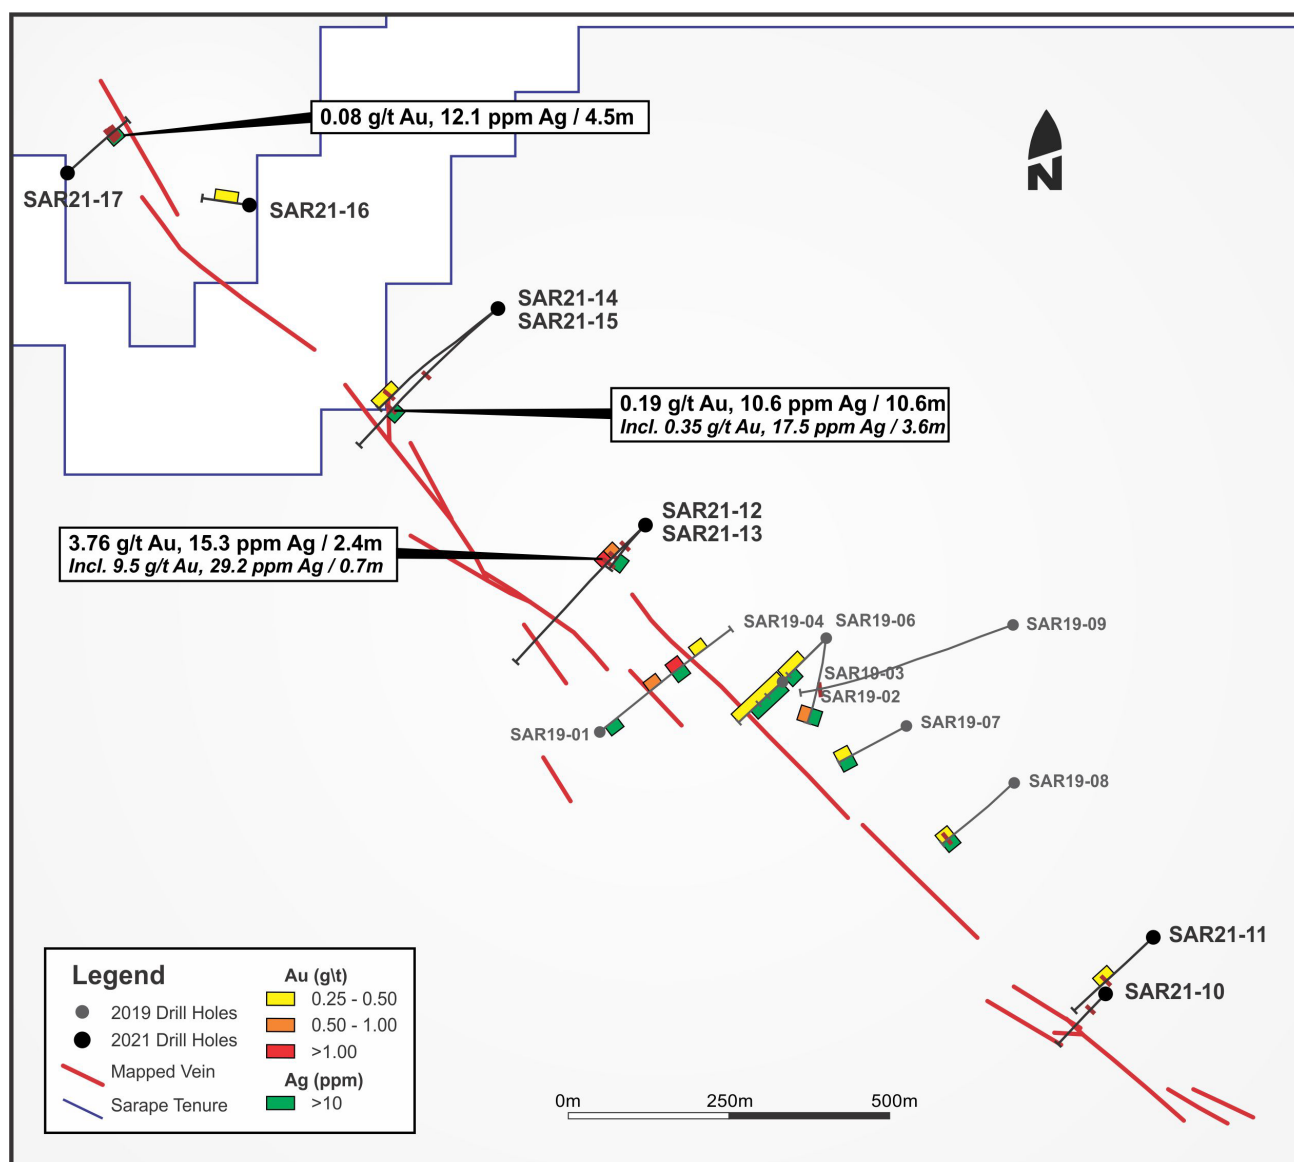 0.08 g/t Au, 12.1 ppm Ag / 4.5m
N
SAR21-17
SAR21-16
SAR21-14
SAR21-15
0.19 g/t Au, 10.6 ppm Ag / 10.6m
Incl. 0.35 g/t Au, 17.5 ppm Ag / 3.6m
SAR21-12
SAR21-13
3.76 g/t Au, 15.3 ppm Ag / 2.4m
Incl. 9.5 g/t Au, 29.2 ppm Ag / 0.7m
SAR19-04
SAR19-06
SAR19-09
SAR19-03
SAR19-02
SAR19-01
SAR19-07
SAR19-08
SAR21-11
SAR21-10
Legend
2019 Drill Holes
2021 Drill Holes
Mapped Vein
Sarape Tenure
Au (g\t)
0.25 - 0.50
0.50 - 1.00
>1.00
Ag (ppm)
>10
0m 250m 500m